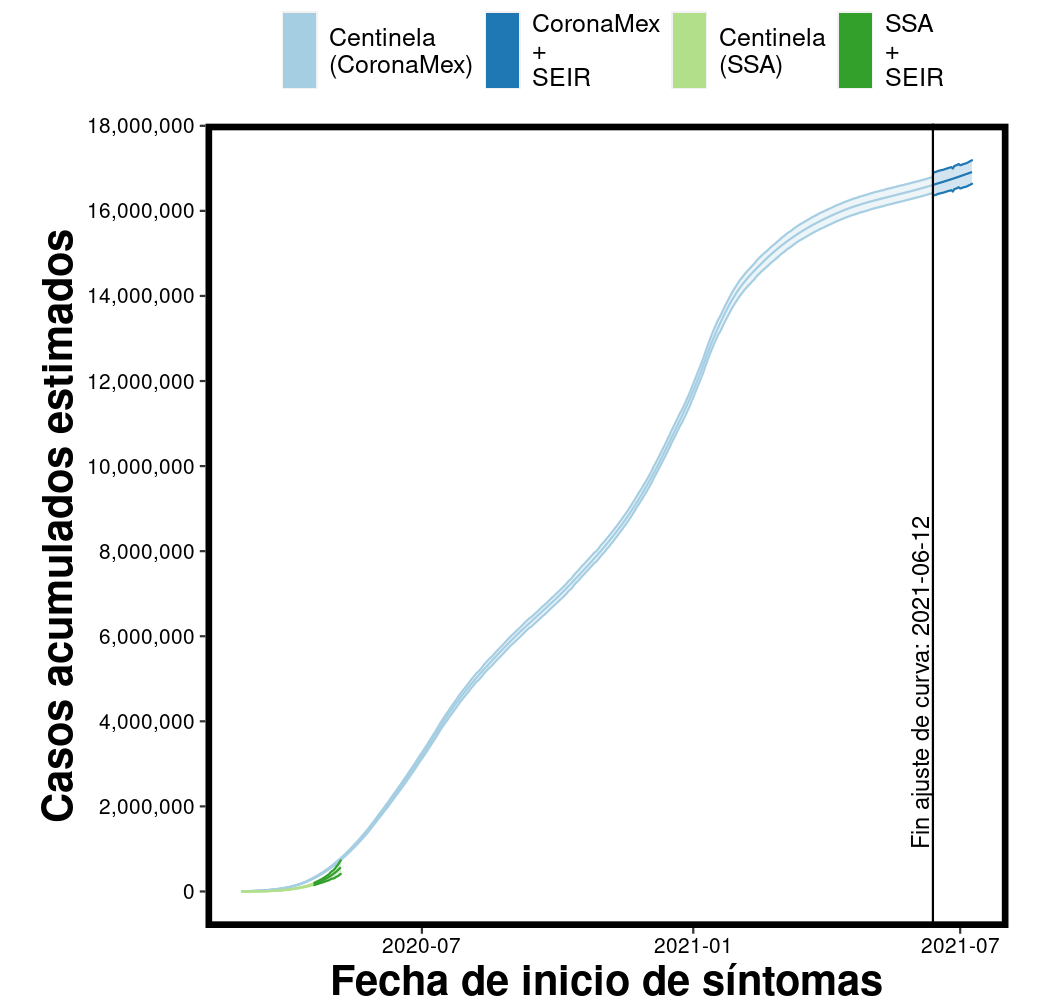 Centinela
(CoronaMex)
CoronaMex
+
SEIR
Centinela
(SSA)
SSA
+
SEIR
Casos acumulados estimados
18,000,000
16,000,000
14,000,000
12,000,000
10,000,000
8,000,000
6,000,000
4,000,000
2,000,000
0
Fin ajuste de curva: 2021-06-12
2020-07
2021-01
2021-07
Fecha de inicio de síntomas